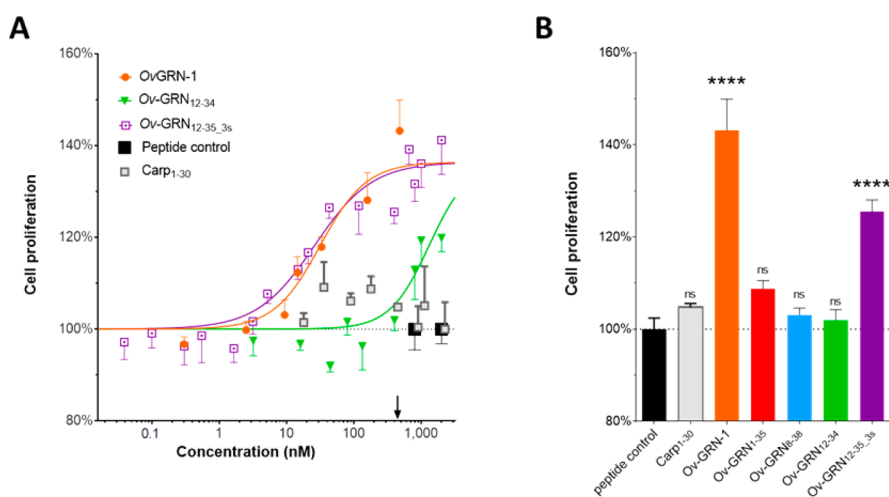 A
160%
140%
120%
100%
80%
Cell proliferation
OvGRN-1
Ov-GRN12-34
Ov-GRN12-35_3s
Peptide control
Carp1-30
0.1
1
10
100
1,000
Concentration (nM)
B
160%
140%
120%
100%
80%
Cell proliferation
****
ns
ns
ns
ns
****
peptide control
Carp1-30
Ov-GRN-1
Ov-GRN1-35
Ov-GRN8-38
Ov-GRN12-34
Ov-GRN12-35_3s